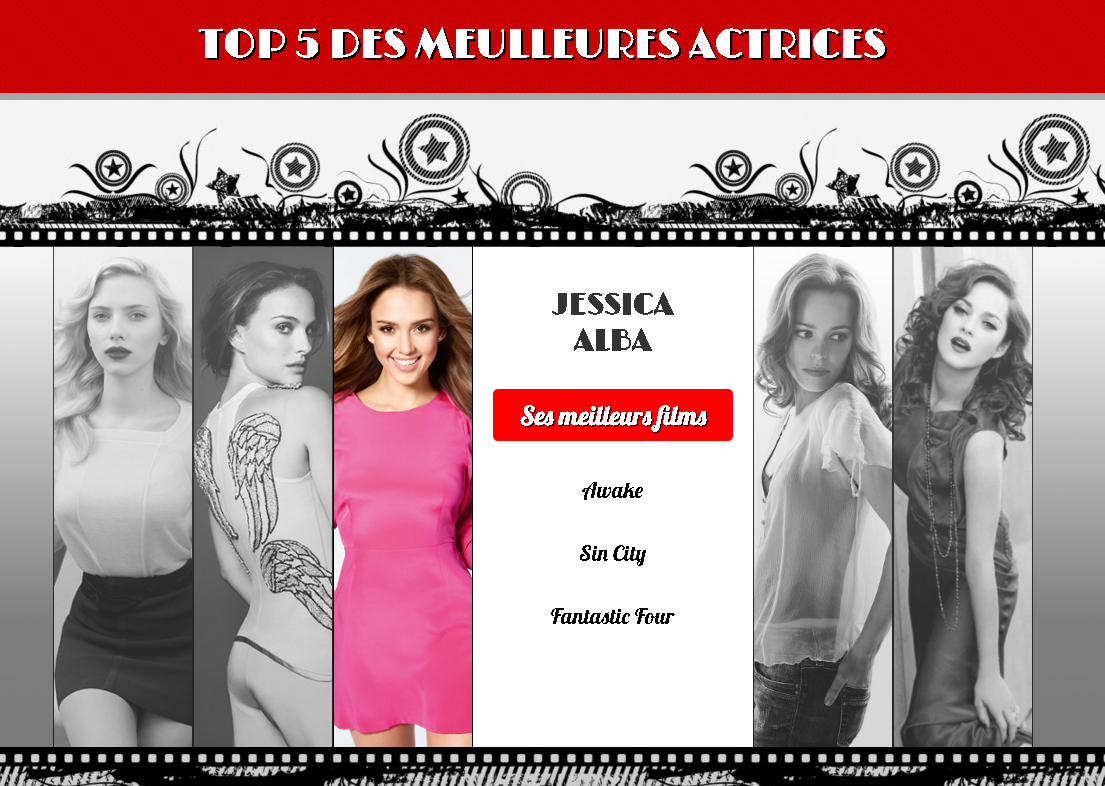 TOP 5 DES MEULLEURES ACTRICES
JESSICA
ALBA
Ses meilleurs films
Awake
Sin City
Fantastic Four